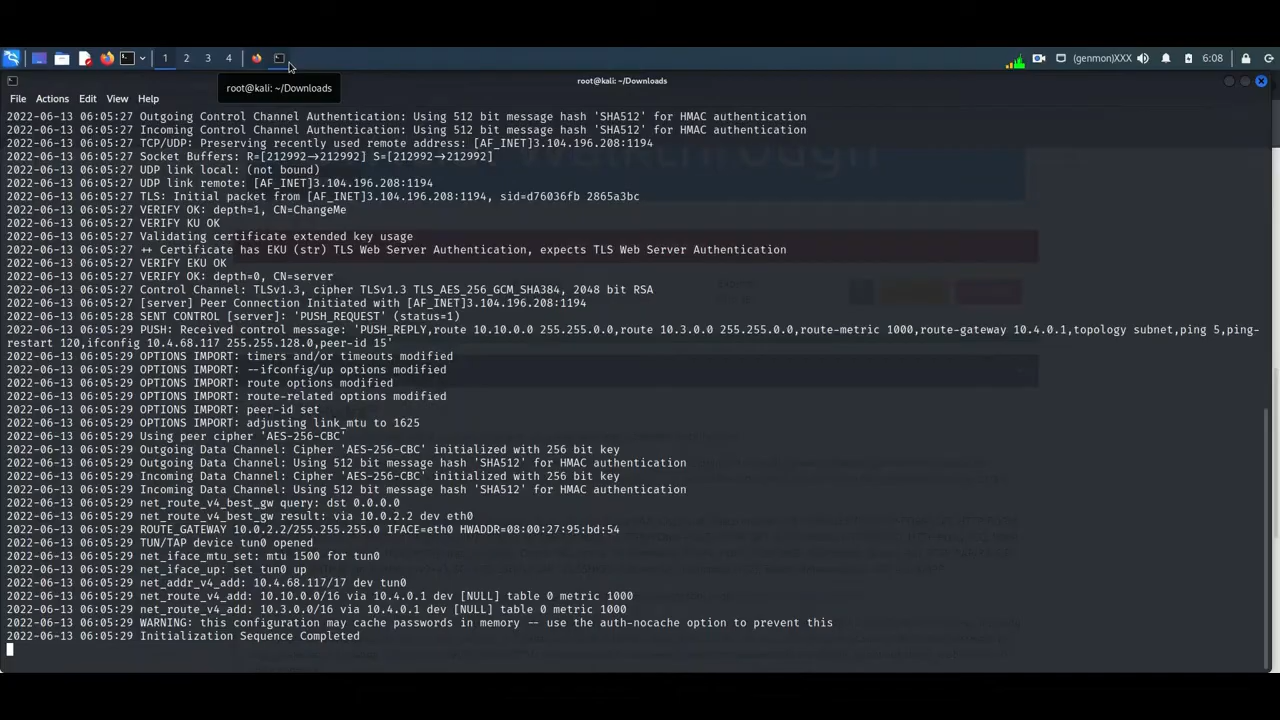 1 2 3 4 (genmon)XXX 6:08
root@kali: ~/Downloads
root@kali: ~/Downloads
File Actions Edit View Help
2022-06-13 06:05:27 Outgoing Control Channel Authentication: Using 512 bit message hash 'SHA512' for HMAC authentication
2022-06-13 06:05:27 Incoming Control Channel Authentication: Using 512 bit message hash 'SHA512' for HMAC authentication
2022-06-13 06:05:27 TCP/UDP: Preserving recently used remote address: [AF_INET]3.104.196.208:1194
2022-06-13 06:05:27 Socket Buffers: R=[212992→212992] S=[212992→212992]
2022-06-13 06:05:27 UDP link local: (not bound)
2022-06-13 06:05:27 UDP link remote: [AF_INET]3.104.196.208:1194
2022-06-13 06:05:27 TLS: Initial packet from [AF_INET]3.104.196.208:1194, sid=d76036fb 2865a3bc
2022-06-13 06:05:27 VERIFY OK: depth=1, CN=ChangeMe
2022-06-13 06:05:27 VERIFY KU OK
2022-06-13 06:05:27 Validating certificate extended key usage
2022-06-13 06:05:27 ++ Certificate has EKU (str) TLS Web Server Authentication, expects TLS Web Server Authentication
2022-06-13 06:05:27 VERIFY EKU OK
2022-06-13 06:05:27 VERIFY OK: depth=0, CN=server
2022-06-13 06:05:27 Control Channel: TLSv1.3, cipher TLSv1.3 TLS_AES_256_GCM_SHA384, 2048 bit RSA
2022-06-13 06:05:27 [server] Peer Connection Initiated with [AF_INET]3.104.196.208:1194
2022-06-13 06:05:28 SENT CONTROL [server]: 'PUSH_REQUEST' (status=1)
2022-06-13 06:05:29 PUSH: Received control message: 'PUSH_REPLY,route 10.10.0.0 255.255.0.0,route 10.3.0.0 255.255.0.0,route-metric 1000,route-gateway 10.4.0.1,topology subnet,ping 5,ping-
restart 120,ifconfig 10.4.68.117 255.255.128.0,peer-id 15'
2022-06-13 06:05:29 OPTIONS IMPORT: timers and/or timeouts modified
2022-06-13 06:05:29 OPTIONS IMPORT: --ifconfig/up options modified
2022-06-13 06:05:29 OPTIONS IMPORT: route options modified
2022-06-13 06:05:29 OPTIONS IMPORT: route-related options modified
2022-06-13 06:05:29 OPTIONS IMPORT: peer-id set
2022-06-13 06:05:29 OPTIONS IMPORT: adjusting link_mtu to 1625
2022-06-13 06:05:29 Using peer cipher 'AES-256-CBC'
2022-06-13 06:05:29 Outgoing Data Channel: Cipher 'AES-256-CBC' initialized with 256 bit key
2022-06-13 06:05:29 Outgoing Data Channel: Using 512 bit message hash 'SHA512' for HMAC authentication
2022-06-13 06:05:29 Incoming Data Channel: Cipher 'AES-256-CBC' initialized with 256 bit key
2022-06-13 06:05:29 Incoming Data Channel: Using 512 bit message hash 'SHA512' for HMAC authentication
2022-06-13 06:05:29 net_route_v4_best_gw query: dst 0.0.0.0
2022-06-13 06:05:29 net_route_v4_best_gw result: via 10.0.2.2 dev eth0
2022-06-13 06:05:29 ROUTE_GATEWAY 10.0.2.2/255.255.255.0 IFACE=eth0 HWADDR=08:00:27:95:bd:54
2022-06-13 06:05:29 TUN/TAP device tun0 opened
2022-06-13 06:05:29 net_iface_mtu_set: mtu 1500 for tun0
2022-06-13 06:05:29 net_iface_up: set tun0 up
2022-06-13 06:05:29 net_addr_v4_add: 10.4.68.117/17 dev tun0
2022-06-13 06:05:29 net_route_v4_add: 10.10.0.0/16 via 10.4.0.1 dev [NULL] table 0 metric 1000
2022-06-13 06:05:29 net_route_v4_add: 10.3.0.0/16 via 10.4.0.1 dev [NULL] table 0 metric 1000
2022-06-13 06:05:29 WARNING: this configuration may cache passwords in memory -- use the auth-nocache option to prevent this
2022-06-13 06:05:29 Initialization Sequence Completed